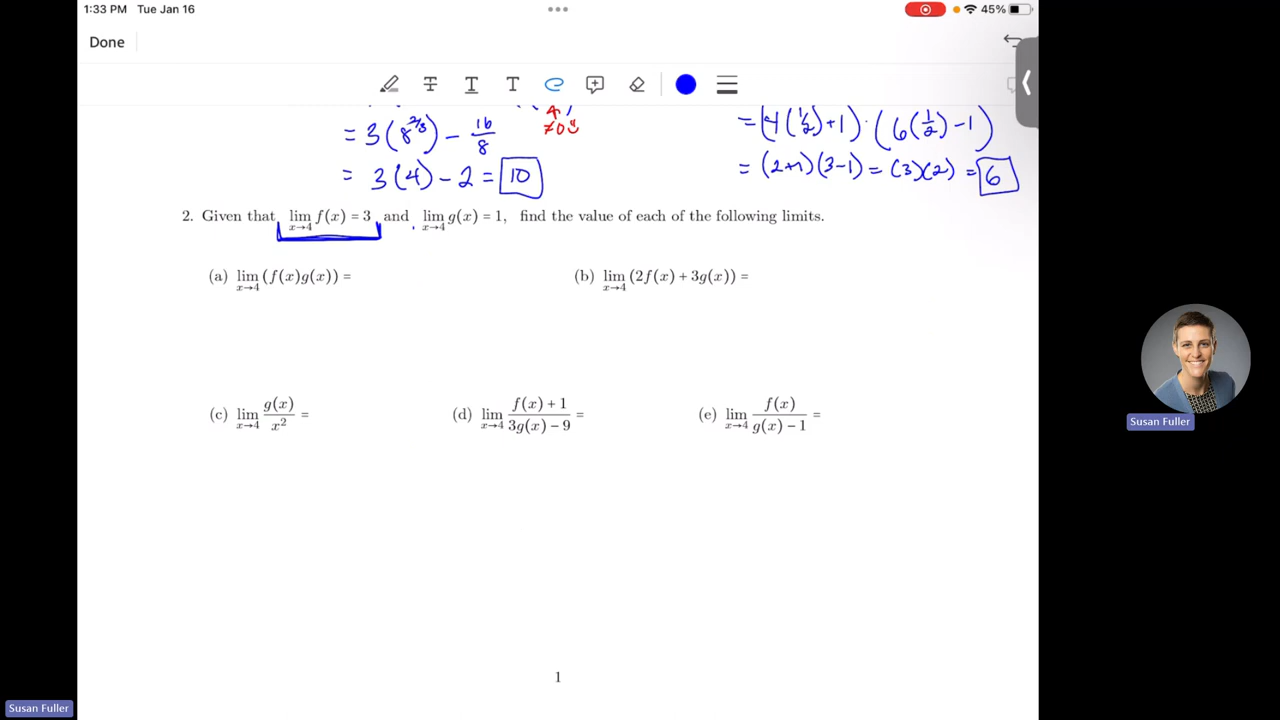 1:33 PM Tue Jan 16
45%
Done
≠0
= 3(8^{2/3}) − 16/8
= (4(1/2)+1) · (6(1/2)−1)
= 3(4) − 2 = 10
= (2+1)(3−1) = (3)(2) = 6
2. Given that lim_{x→4} f(x) = 3 and lim_{x→4} g(x) = 1, find the value of each of the following limits.
(a) lim_{x→4} (f(x)g(x)) =
(b) lim_{x→4} (2f(x) + 3g(x)) =
(c) lim_{x→4} g(x)/x² =
(d) lim_{x→4} (f(x) + 1)/(3g(x) − 9) =
(e) lim_{x→4} f(x)/(g(x) − 1) =
1
Susan Fuller
Susan Fuller